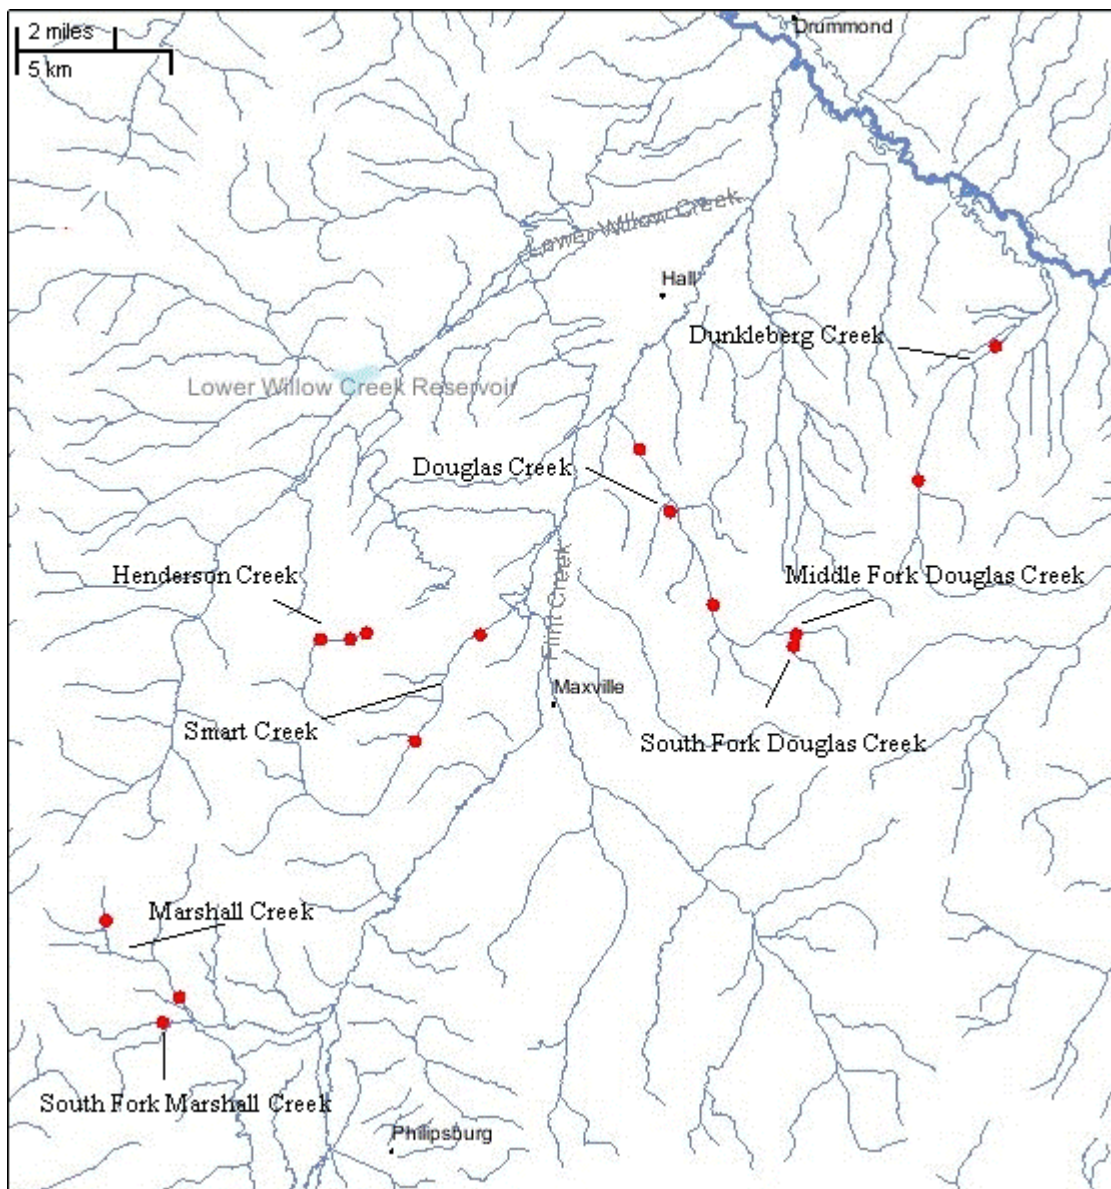 2 miles
5 km
Drummond
Lower Willow Creek
Hall
Dunkleberg Creek
Lower Willow Creek Reservoir
Douglas Creek
Flint Creek
Henderson Creek
Middle Fork Douglas Creek
Maxville
Smart Creek
South Fork Douglas Creek
Marshall Creek
South Fork Marshall Creek
Philipsburg